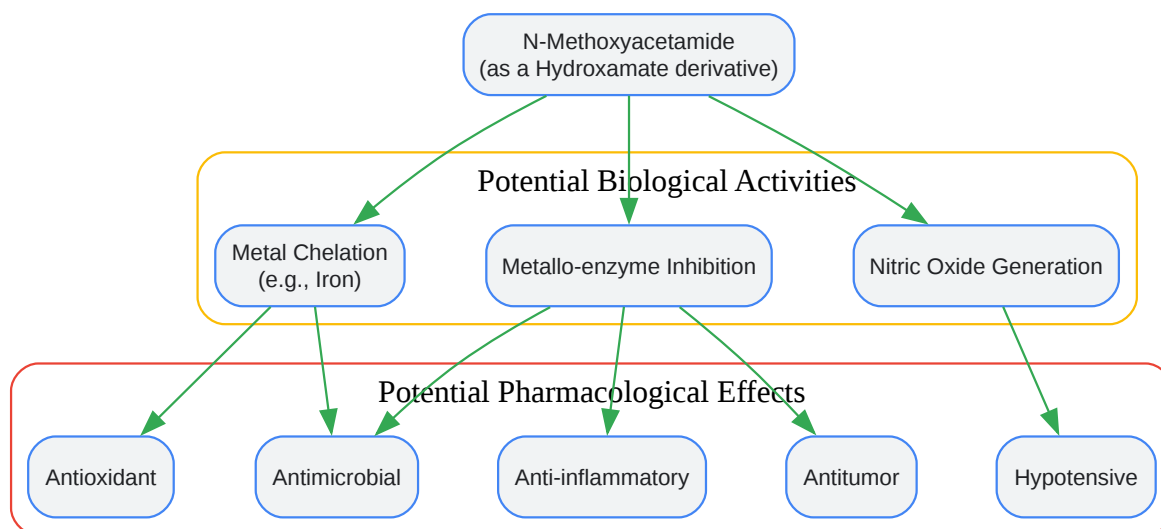 N-Methoxyacetamide
(as a Hydroxamate derivative)
Potential Biological Activities
Metal Chelation
(e.g., Iron)
Metallo-enzyme Inhibition
Nitric Oxide Generation
Potential Pharmacological Effects
Antioxidant
Antimicrobial
Anti-inflammatory
Antitumor
Hypotensive